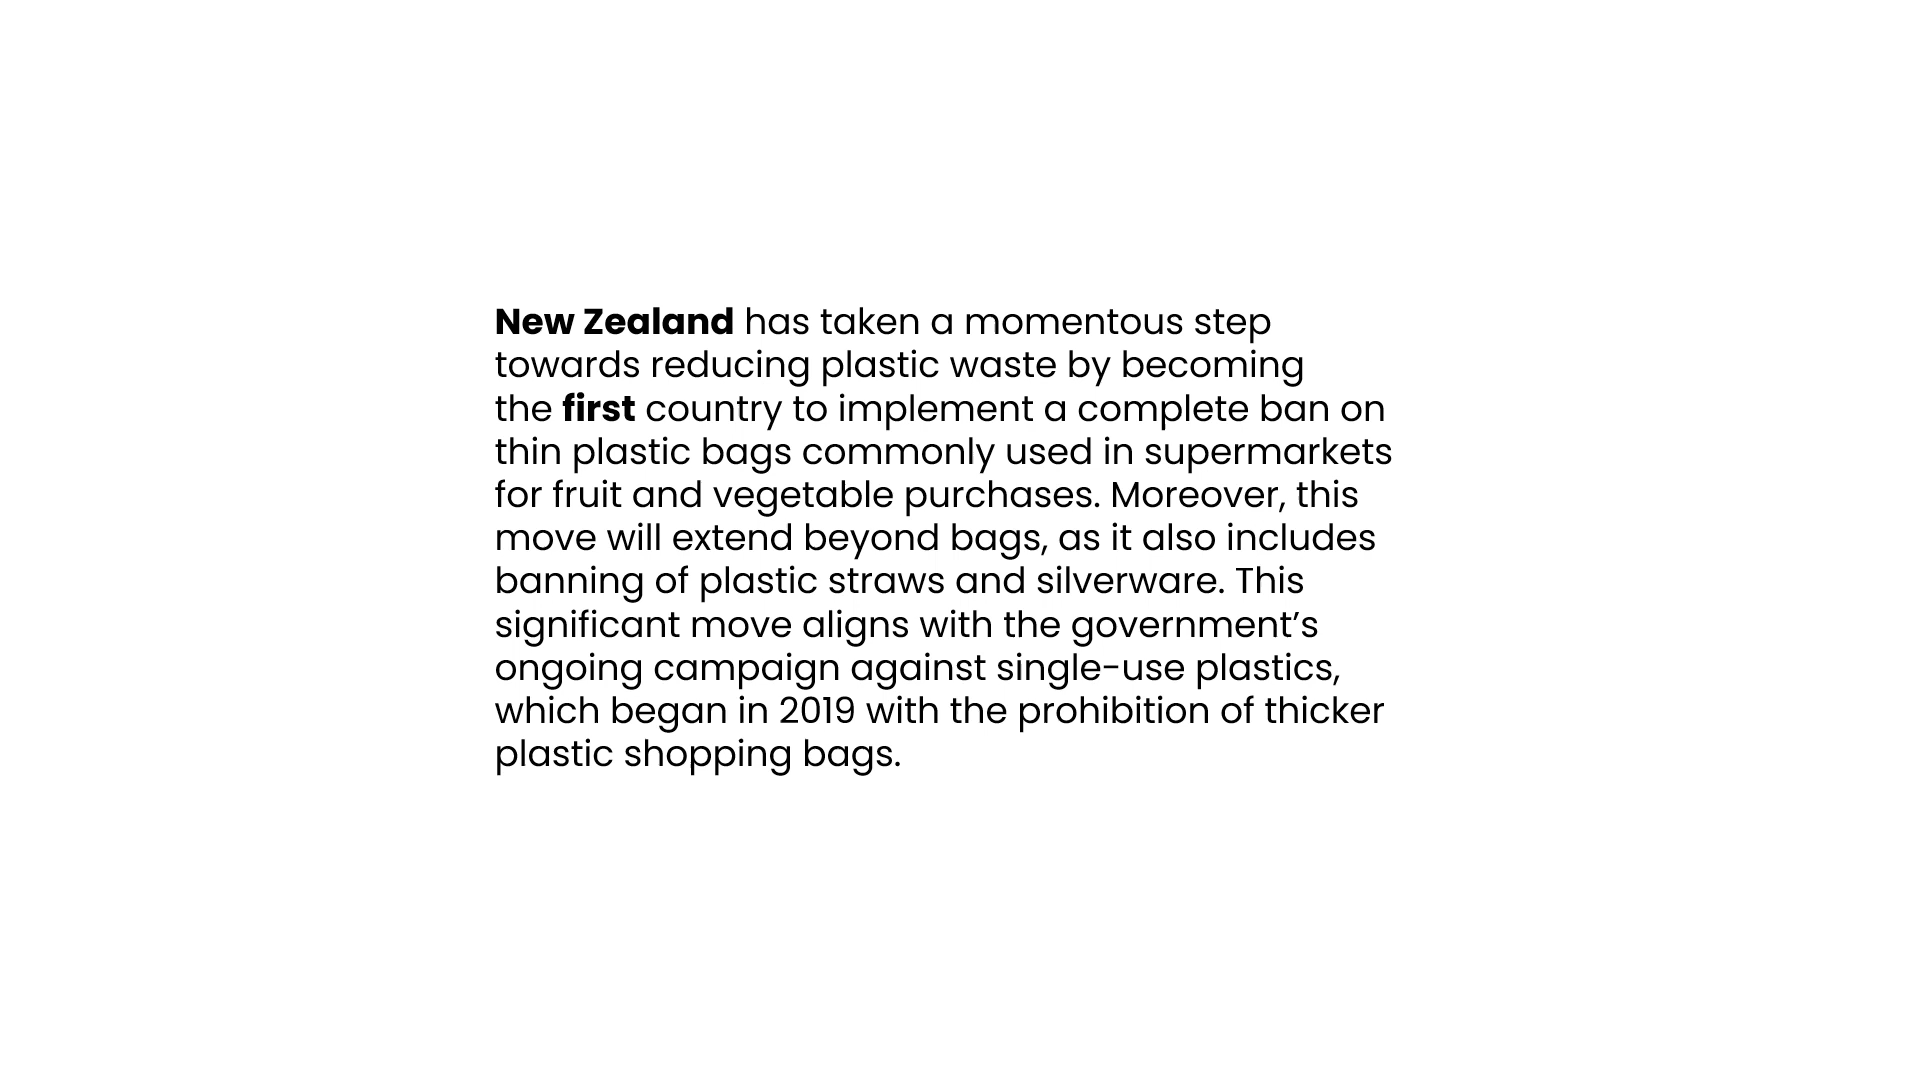 New Zealand has taken a momentous step
towards reducing plastic waste by becoming
the first country to implement a complete ban on
thin plastic bags commonly used in supermarkets
for fruit and vegetable purchases. Moreover, this
move will extend beyond bags, as it also includes
banning of plastic straws and silverware. This
significant move aligns with the government’s
ongoing campaign against single-use plastics,
which began in 2019 with the prohibition of thicker
plastic shopping bags.